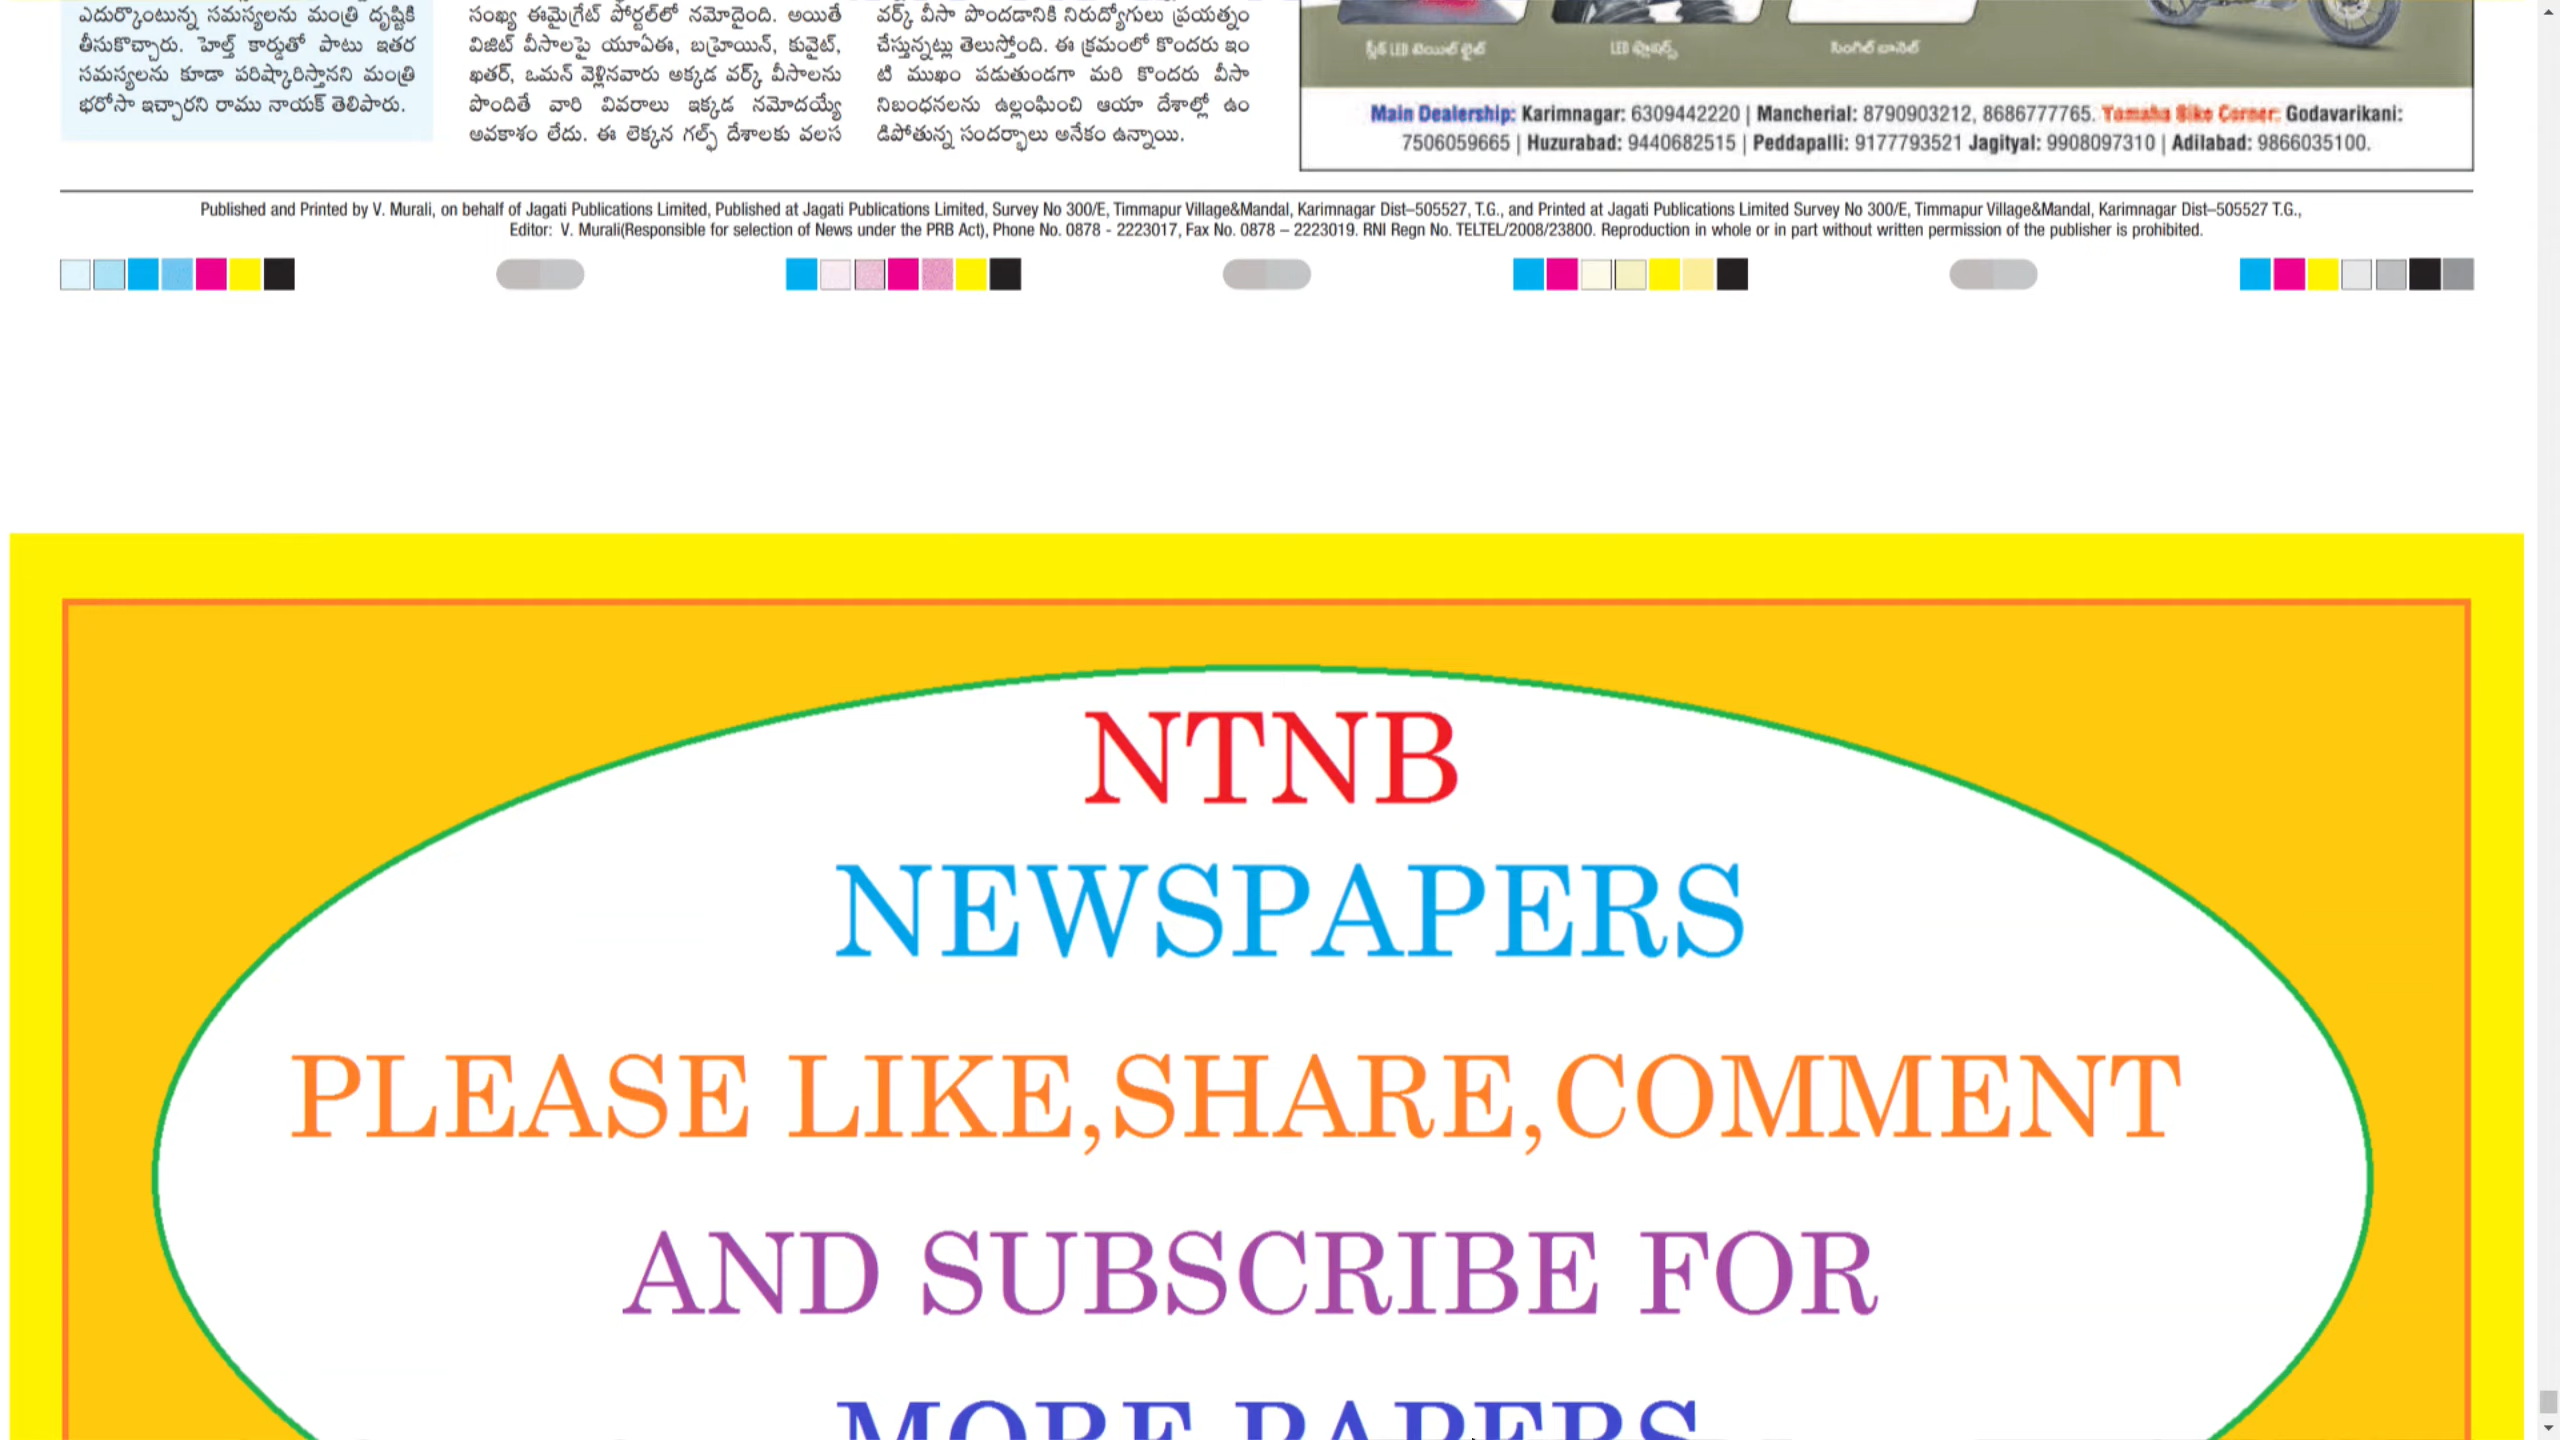 ఎదుర్కొంటున్న సమస్యలను మంత్రి దృష్టికి
తీసుకొచ్చారు. హెల్త్ కార్డుతో పాటు ఇతర
సమస్యలను కూడా పరిష్కారిస్తానని మంత్రి
భరోసా ఇచ్చారని రాము నాయక్ తెలిపారు.
సంఖ్య ఈమైగ్రేట్ పోర్టల్‌లో నమోదైంది. అయితే
విజిట్ వీసాలపై యూఏఈ, బహ్రెయిన్, కువైట్,
ఖతర్, ఒమన్ వెళ్లినవారు అక్కడ వర్క్ వీసాలను
పొందితే వారి వివరాలు ఇక్కడ నమోదయ్యే
అవకాశం లేదు. ఈ లెక్కన గల్ఫ్ దేశాలకు వలస
వర్క్ వీసా పొందడానికి నిరుద్యోగులు ప్రయత్నం
చేస్తున్నట్లు తెలుస్తోంది. ఈ క్రమంలో కొందరు ఇం
టి ముఖం పడుతుండగా మరి కొందరు వీసా
నిబంధనలను ఉల్లంఘించి ఆయా దేశాల్లో ఉం
డిపోతున్న సందర్భాలు అనేకం ఉన్నాయి.
స్లీక్ LED టెయిల్ లైట్
LED ఫ్లాషర్స్
సింగిల్ చానెల్
Main Dealership: Karimnagar: 6309442220 | Mancherial: 8790903212, 8686777765. Yamaha Bike Corner: Godavarikani:
7506059665 | Huzurabad: 9440682515 | Peddapalli: 9177793521 Jagityal: 9908097310 | Adilabad: 9866035100.
Published and Printed by V. Murali, on behalf of Jagati Publications Limited, Published at Jagati Publications Limited, Survey No 300/E, Timmapur Village&Mandal, Karimnagar Dist–505527, T.G., and Printed at Jagati Publications Limited Survey No 300/E, Timmapur Village&Mandal, Karimnagar Dist–505527 T.G.,
Editor: V. Murali(Responsible for selection of News under the PRB Act), Phone No. 0878 - 2223017, Fax No. 0878 – 2223019. RNI Regn No. TELTEL/2008/23800. Reproduction in whole or in part without written permission of the publisher is prohibited.
NTNB
NEWSPAPERS
PLEASE LIKE,SHARE,COMMENT
AND SUBSCRIBE FOR
MORE PAPERS